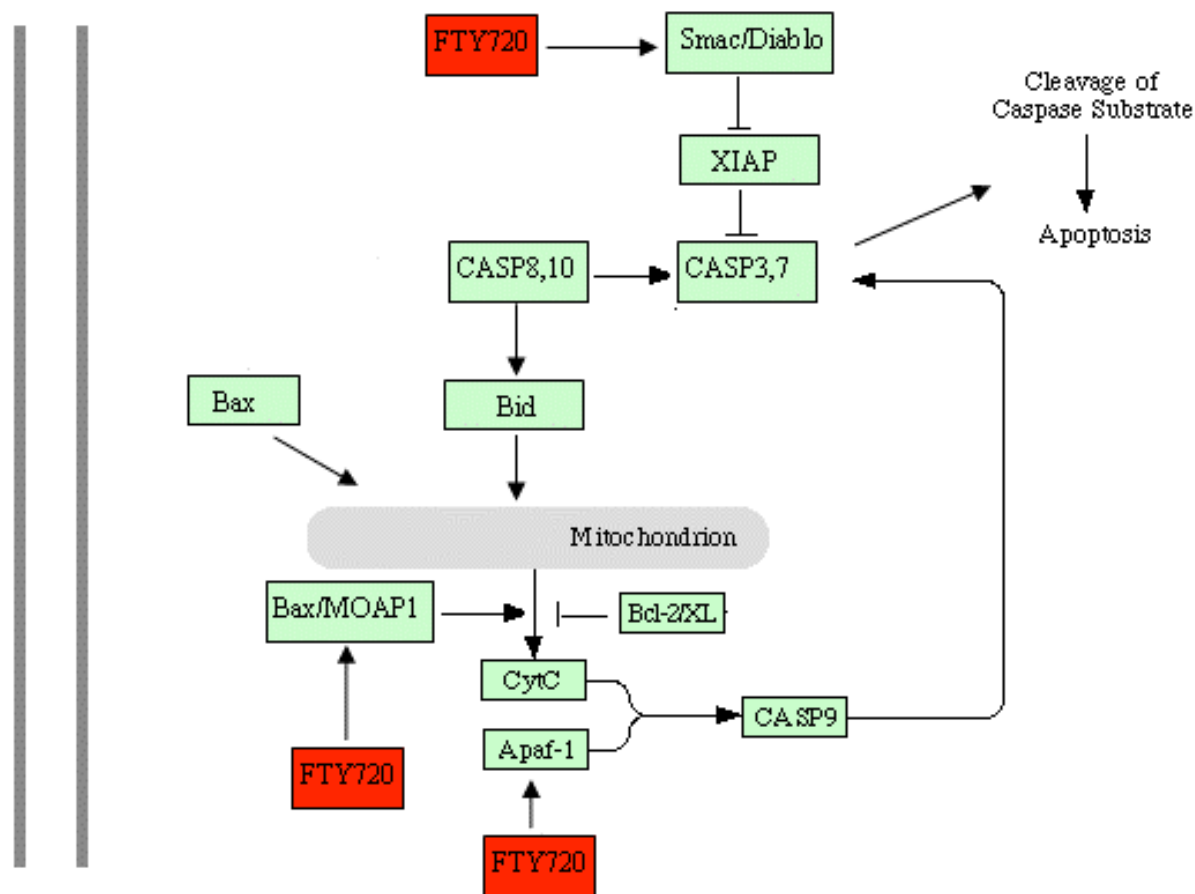 FTY720
Smac/Diablo
Cleavage of
Caspase Substrate
XIAP
Apoptosis
CASP8,10
CASP3,7
Bax
Bid
Mitochondrion
Bax/MOAP1
Bcl-2/XL
CytC
CASP9
Apaf-1
FTY720
FTY720